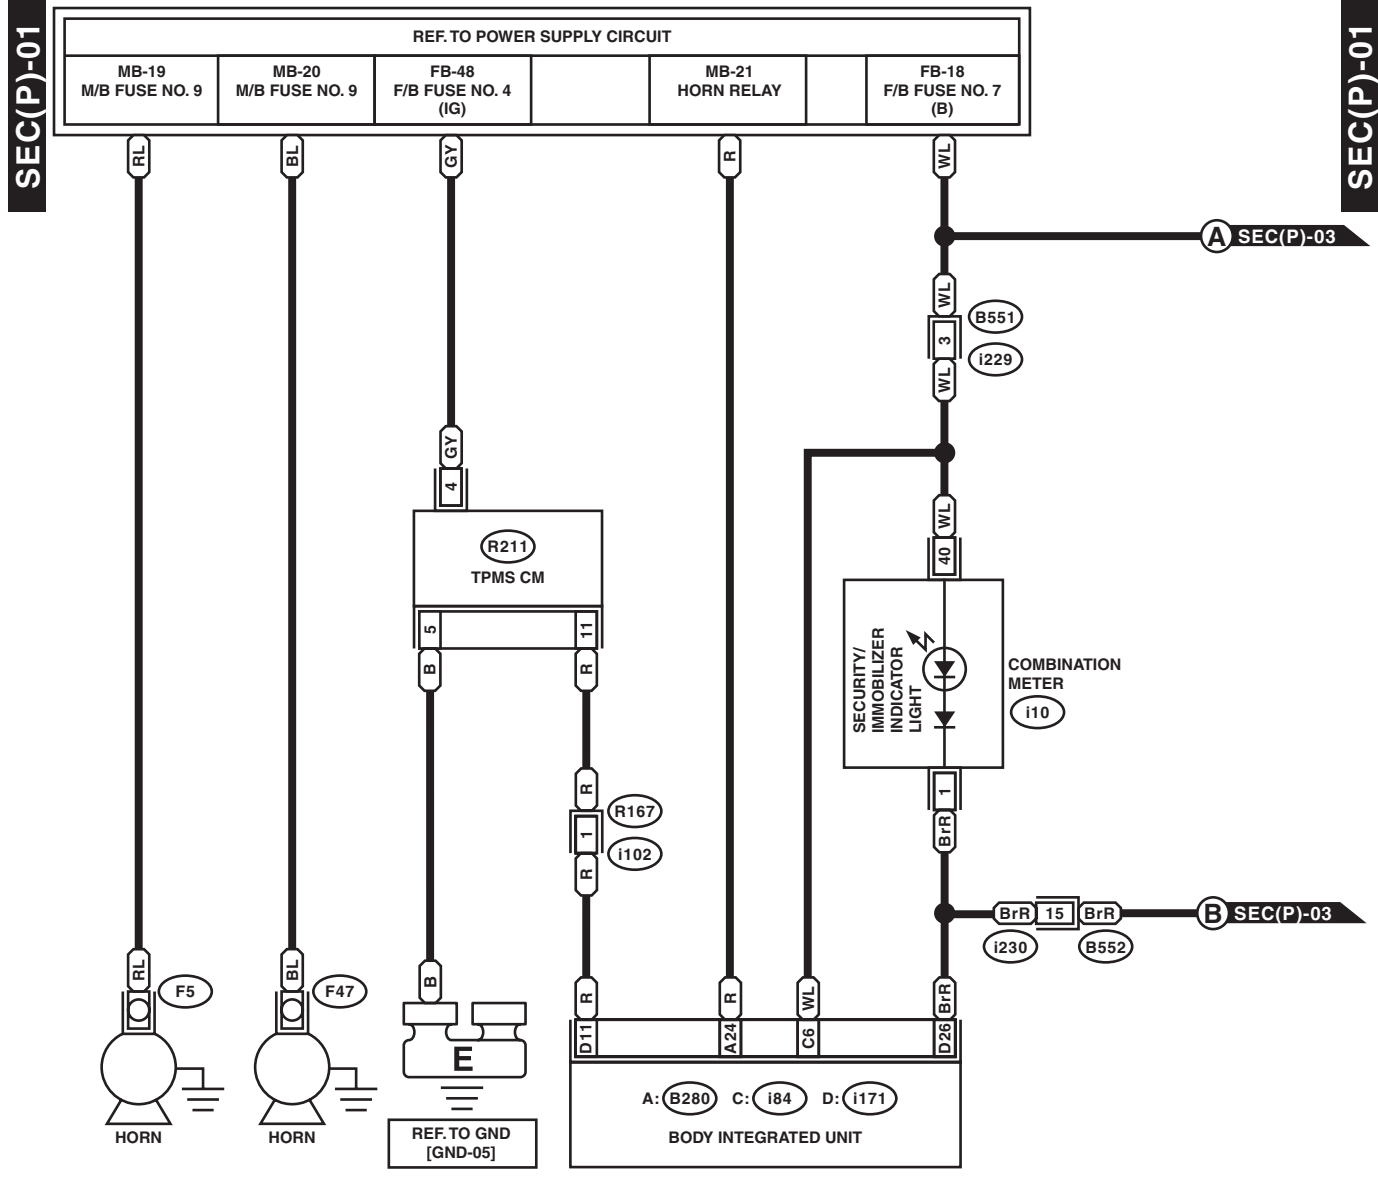 SEC(P)-01
SEC(P)-01
REF. TO POWER SUPPLY CIRCUIT
MB-19
M/B FUSE NO. 9
MB-20
M/B FUSE NO. 9
FB-48
F/B FUSE NO. 4
(IG)
MB-21
HORN RELAY
FB-18
F/B FUSE NO. 7
(B)
RL
BL
GY
R
WL
A SEC(P)-03
WL
B551
3
i229
WL
GY
4
WL
40
R211
TPMS CM
5
11
B
R
SECURITY/
IMMOBILIZER
INDICATOR
LIGHT
COMBINATION
METER
i10
1
BrR
R
R167
1
i102
R
BrR 15 BrR
B SEC(P)-03
i230
B552
RL
F5
BL
F47
B
R
R
WL
BrR
D11
A24
C6
D26
E
A: B280 C: i84 D: i171
BODY INTEGRATED UNIT
HORN
HORN
REF. TO GND
[GND-05]